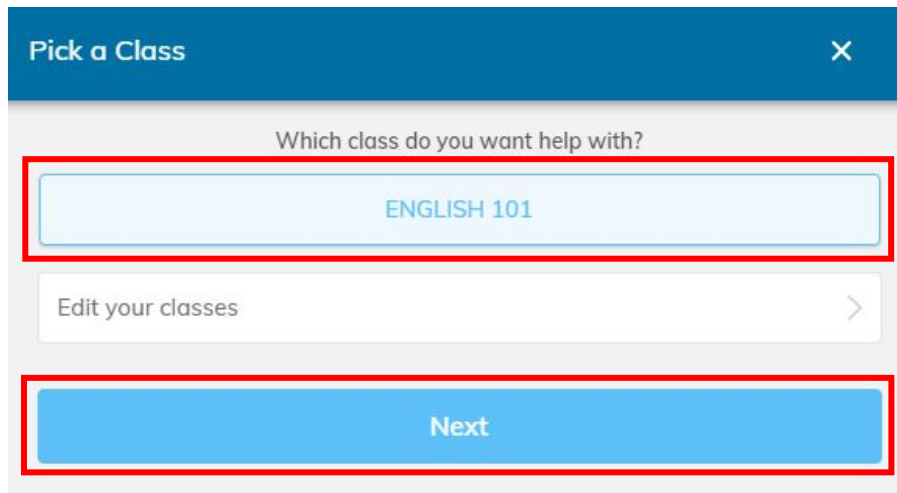 Pick a Class
Which class do you want help with?
ENGLISH 101
Edit your classes
Next